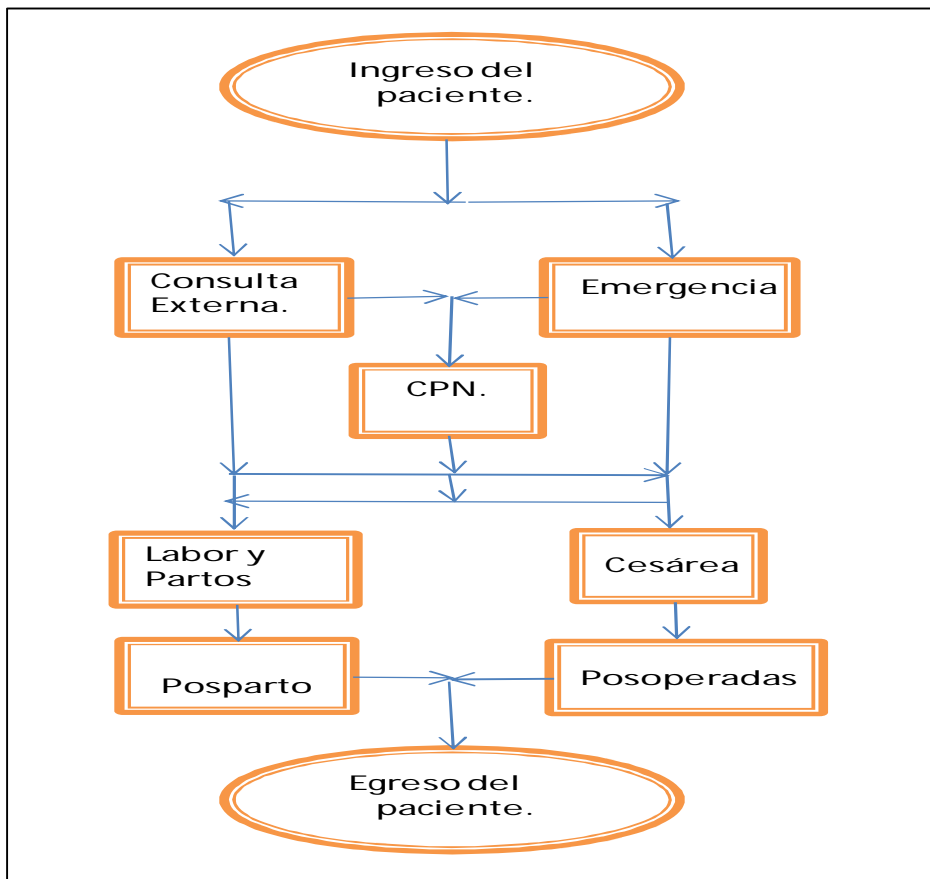 Ingreso del
paciente.
Consulta
Externa.
Emergencia
CPN.
Labor y
Partos
Cesárea
Posparto
Posoperadas
Egreso del
paciente.